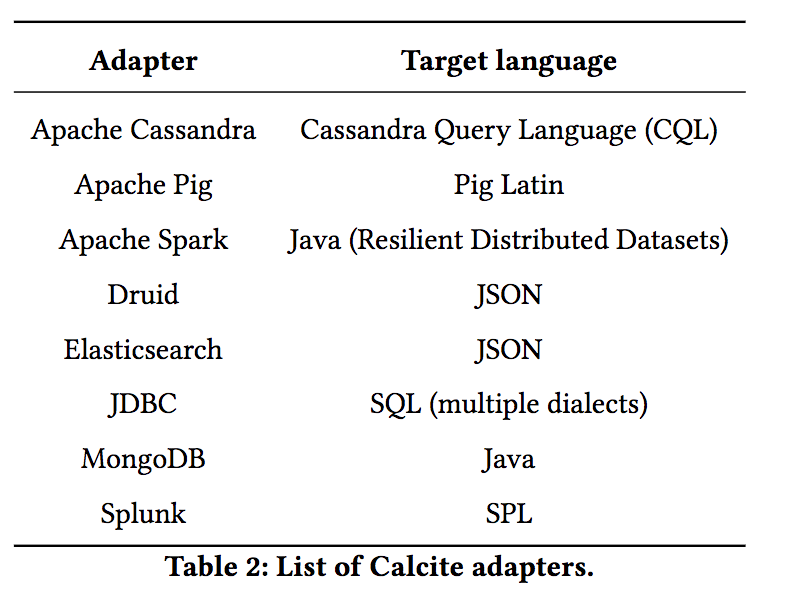 Adapter Target language
Apache Cassandra Cassandra Query Language (CQL)
Apache Pig Pig Latin
Apache Spark Java (Resilient Distributed Datasets)
Druid JSON
Elasticsearch JSON
JDBC SQL (multiple dialects)
MongoDB Java
Splunk SPL
Table 2: List of Calcite adapters.